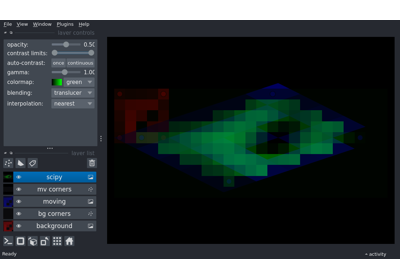 File View Window Plugins Help
layer controls
opacity: 0.50
contrast limits:
auto-contrast: once continuous
gamma: 1.00
colormap: green
blending: translucen
interpolation: nearest
layer list
scipy
mv corners
moving
bg corners
background
Ready activity